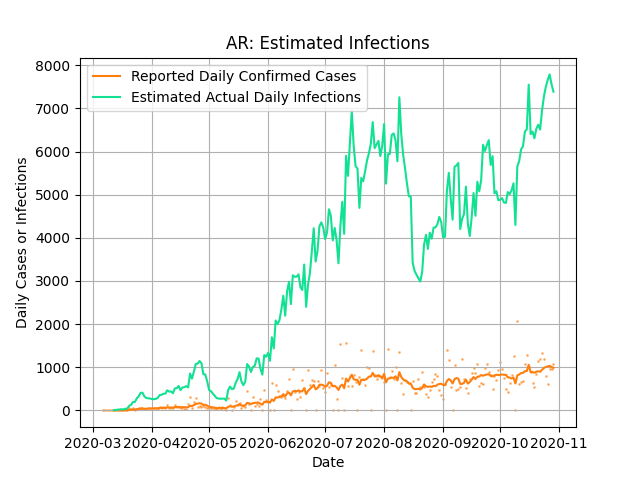 AR: Estimated Infections
Reported Daily Confirmed Cases
Estimated Actual Daily Infections
Daily Cases or Infections
8000
7000
6000
5000
4000
3000
2000
1000
0
2020-03 2020-04 2020-05 2020-06 2020-07 2020-08 2020-09 2020-10 2020-11
Date